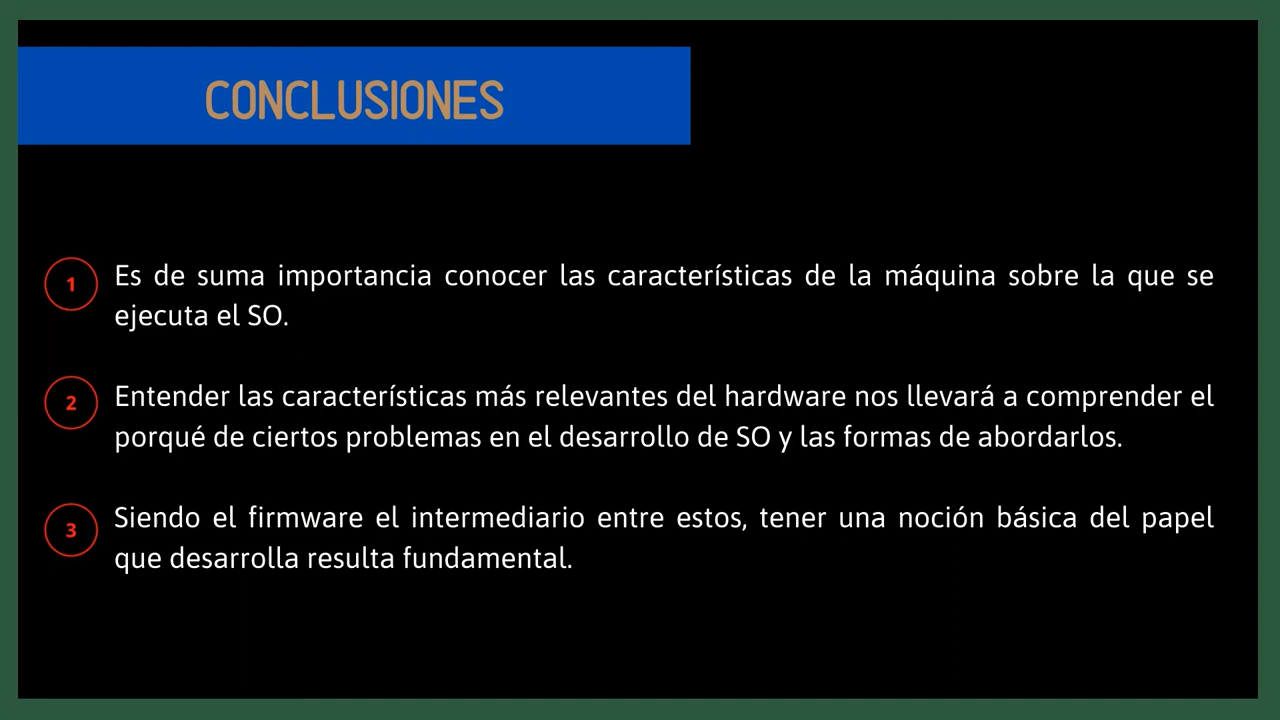 CONCLUSIONES
1 Es de suma importancia conocer las características de la máquina sobre la que se
ejecuta el SO.
2 Entender las características más relevantes del hardware nos llevará a comprender el
porqué de ciertos problemas en el desarrollo de SO y las formas de abordarlos.
3 Siendo el firmware el intermediario entre estos, tener una noción básica del papel
que desarrolla resulta fundamental.